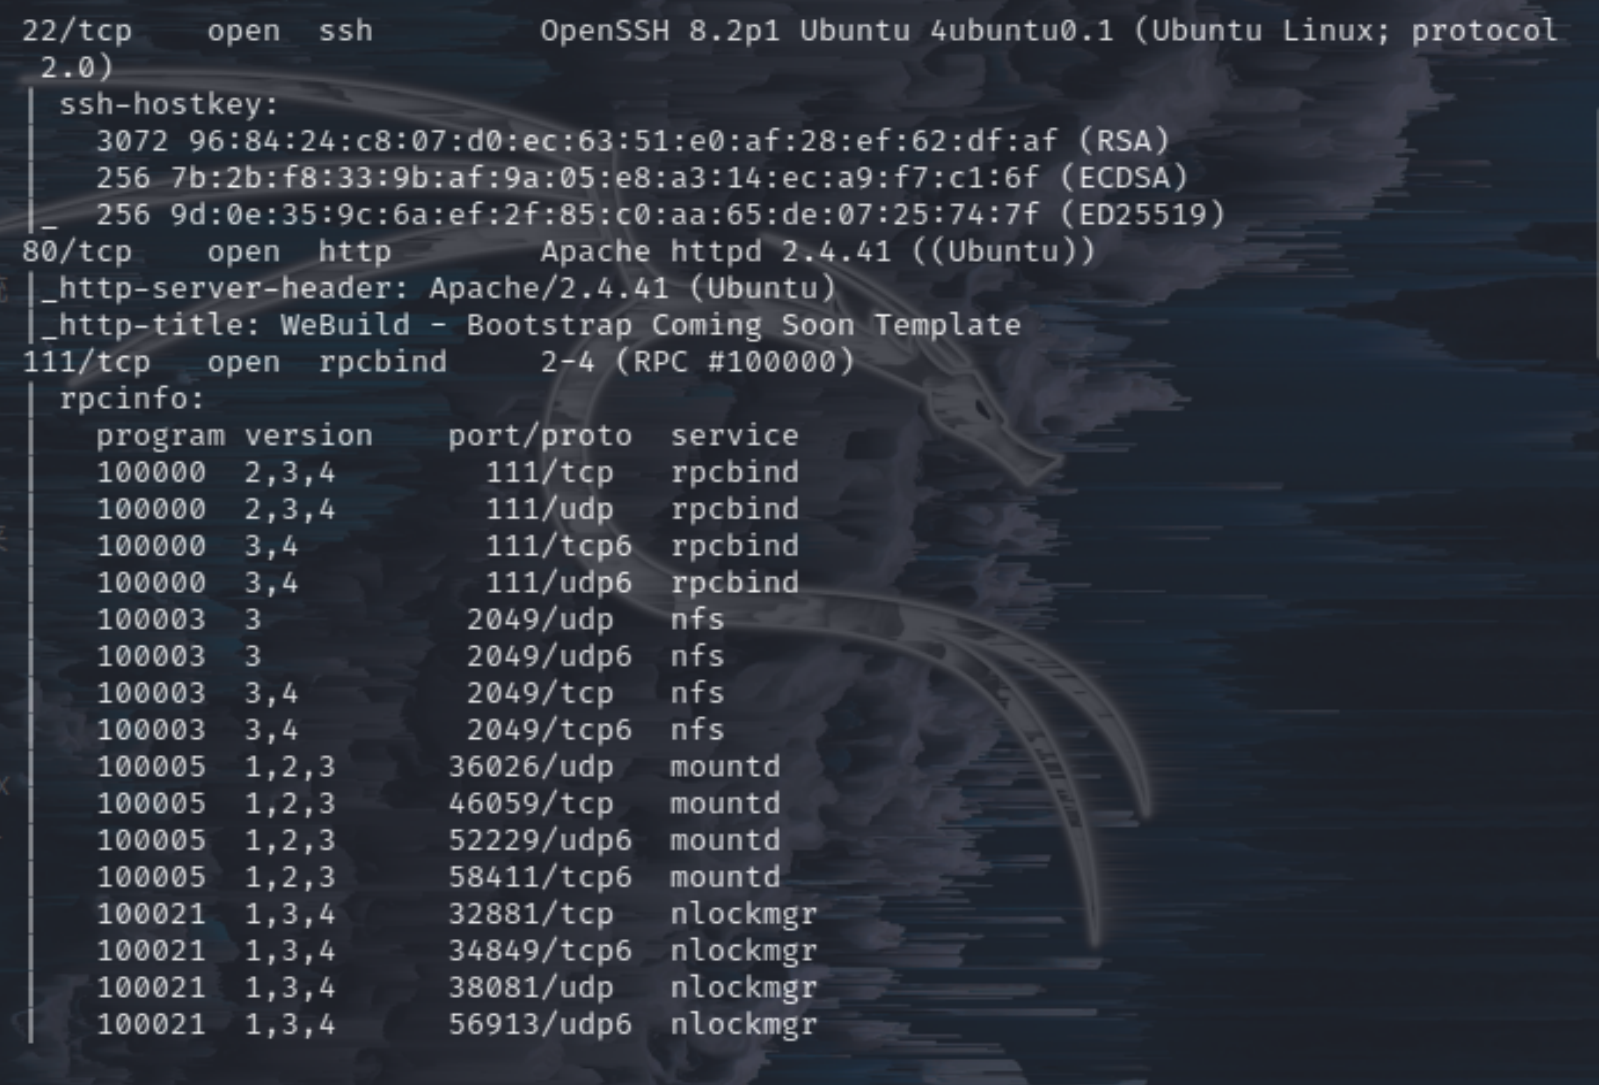 22/tcp    open  ssh         OpenSSH 8.2p1 Ubuntu 4ubuntu0.1 (Ubuntu Linux; protocol
 2.0)
| ssh-hostkey:
|   3072 96:84:24:c8:07:d0:ec:63:51:e0:af:28:ef:62:df:af (RSA)
|   256 7b:2b:f8:33:9b:af:9a:05:e8:a3:14:ec:a9:f7:c1:6f (ECDSA)
|_  256 9d:0e:35:9c:6a:ef:2f:85:c0:aa:65:de:07:25:74:7f (ED25519)
80/tcp    open  http        Apache httpd 2.4.41 ((Ubuntu))
|_http-server-header: Apache/2.4.41 (Ubuntu)
|_http-title: WeBuild - Bootstrap Coming Soon Template
111/tcp   open  rpcbind     2-4 (RPC #100000)
| rpcinfo:
|   program version    port/proto  service
|   100000  2,3,4        111/tcp   rpcbind
|   100000  2,3,4        111/udp   rpcbind
|   100000  3,4          111/tcp6  rpcbind
|   100000  3,4          111/udp6  rpcbind
|   100003  3           2049/udp   nfs
|   100003  3           2049/udp6  nfs
|   100003  3,4         2049/tcp   nfs
|   100003  3,4         2049/tcp6  nfs
|   100005  1,2,3      36026/udp   mountd
|   100005  1,2,3      46059/tcp   mountd
|   100005  1,2,3      52229/udp6  mountd
|   100005  1,2,3      58411/tcp6  mountd
|   100021  1,3,4      32881/tcp   nlockmgr
|   100021  1,3,4      34849/tcp6  nlockmgr
|   100021  1,3,4      38081/udp   nlockmgr
|   100021  1,3,4      56913/udp6  nlockmgr